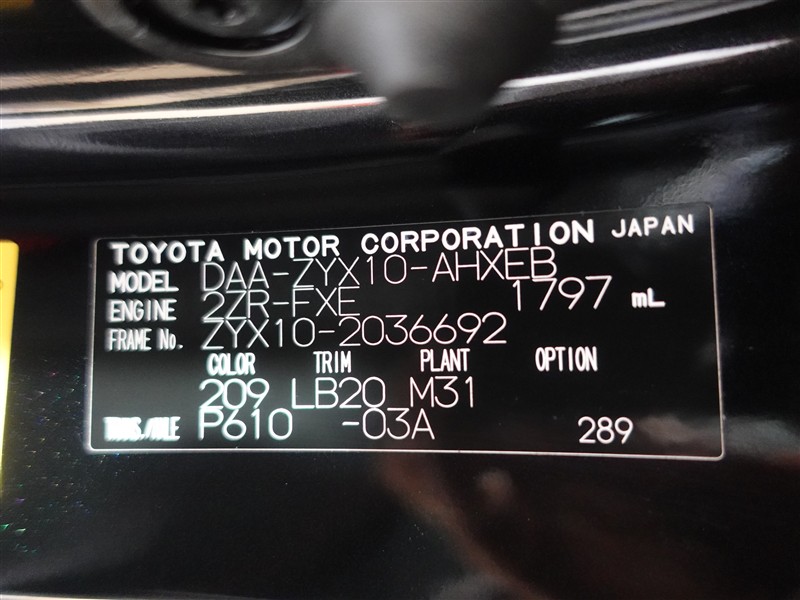 TOYOTA MOTOR CORPORATION JAPAN
MODEL DAA-ZYX10-AHXEB
ENGINE 2ZR-FXE 1797 mL
FRAME No. ZYX10-2036692
COLOR TRIM PLANT OPTION
209 LB20 M31
TRANS./AXLE P610 -03A 289